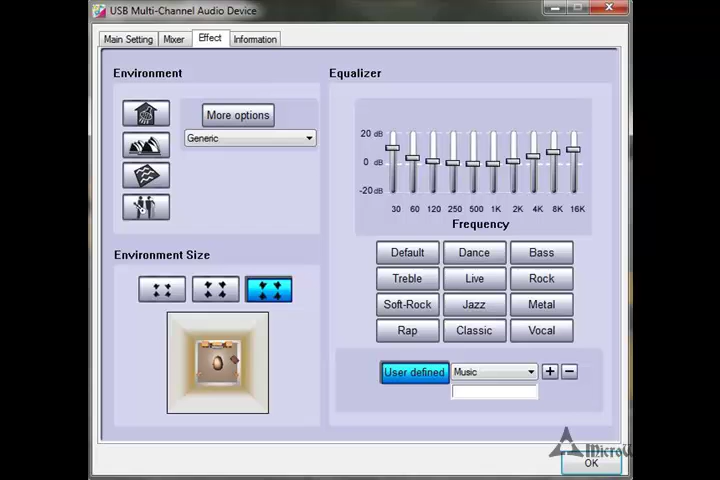 USB Multi-Channel Audio Device
Main Setting Mixer Effect Information
Environment
More options
Generic
Environment Size
Equalizer
20 dB
0 dB
-20 dB
30 60 120 250 500 1K 2K 4K 8K 16K
Frequency
Default Dance Bass
Treble Live Rock
Soft-Rock Jazz Metal
Rap Classic Vocal
User defined Music
OK